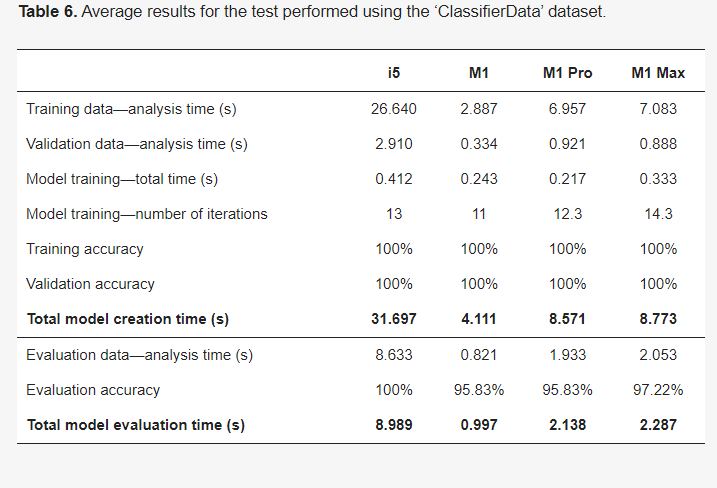 Table 6. Average results for the test performed using the ‘ClassifierData’ dataset.
i5 M1 M1 Pro M1 Max
Training data—analysis time (s) 26.640 2.887 6.957 7.083
Validation data—analysis time (s) 2.910 0.334 0.921 0.888
Model training—total time (s) 0.412 0.243 0.217 0.333
Model training—number of iterations 13 11 12.3 14.3
Training accuracy 100% 100% 100% 100%
Validation accuracy 100% 100% 100% 100%
Total model creation time (s) 31.697 4.111 8.571 8.773
Evaluation data—analysis time (s) 8.633 0.821 1.933 2.053
Evaluation accuracy 100% 95.83% 95.83% 97.22%
Total model evaluation time (s) 8.989 0.997 2.138 2.287